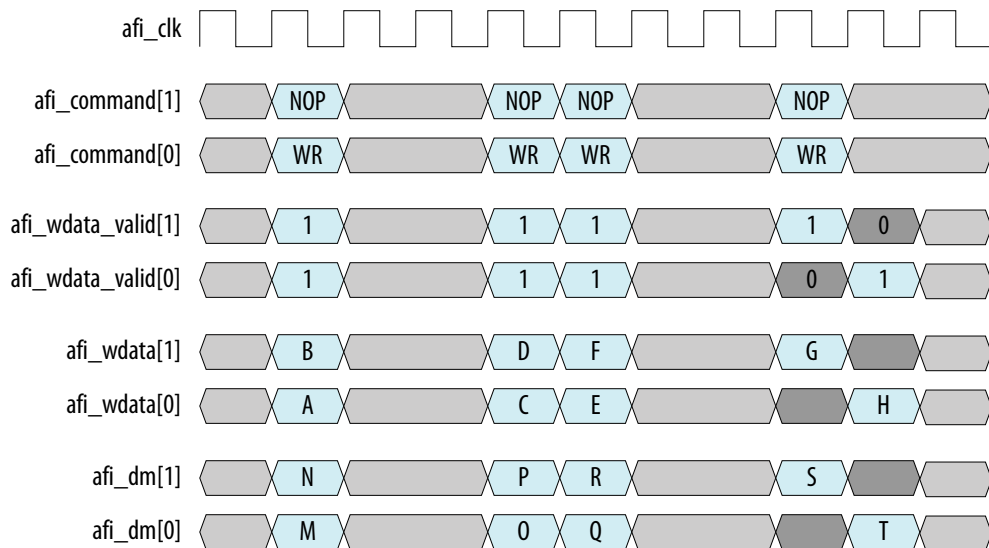 afi_clk
afi_command[1] NOP NOP NOP NOP
afi_command[0] WR WR WR WR
afi_wdata_valid[1] 1 1 1 1 0
afi_wdata_valid[0] 1 1 1 0 1
afi_wdata[1] B D F G
afi_wdata[0] A C E H
afi_dm[1] N P R S
afi_dm[0] M O Q T